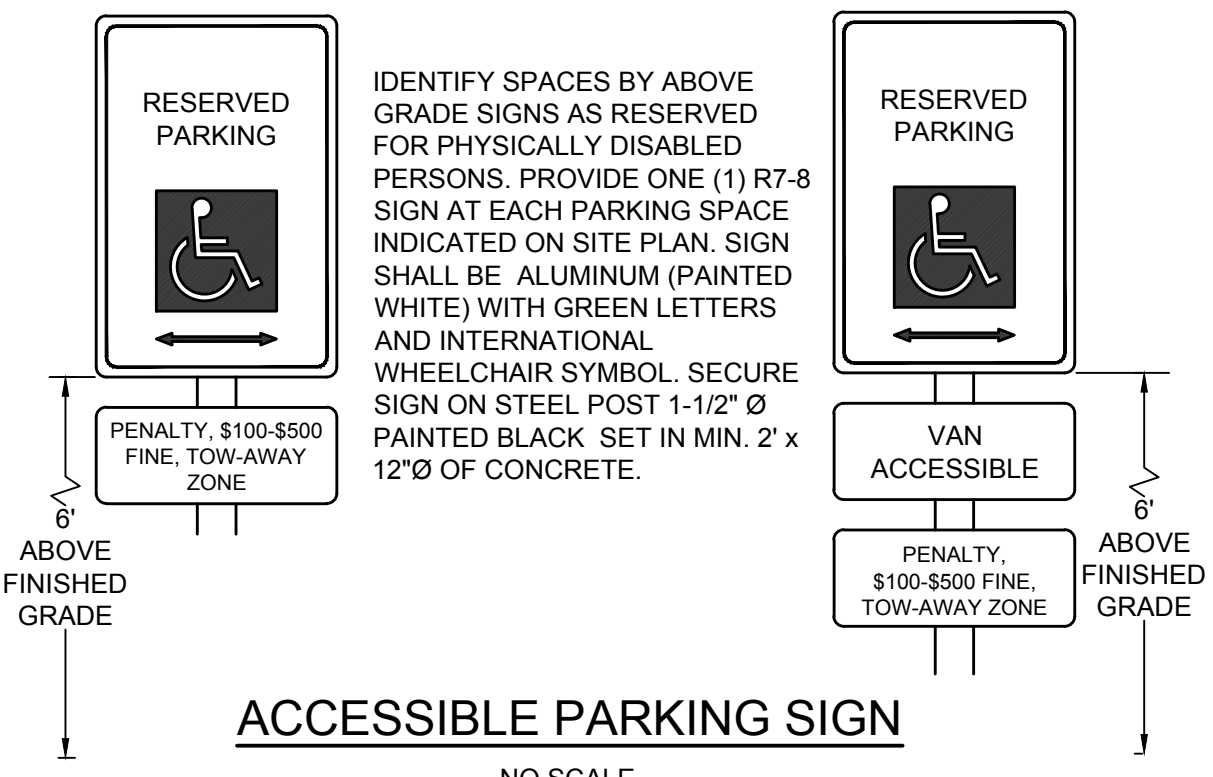 RESERVED
PARKING
PENALTY, $100-$500
FINE, TOW-AWAY
ZONE
6'
ABOVE
FINISHED
GRADE
IDENTIFY SPACES BY ABOVE
GRADE SIGNS AS RESERVED
FOR PHYSICALLY DISABLED
PERSONS. PROVIDE ONE (1) R7-8
SIGN AT EACH PARKING SPACE
INDICATED ON SITE PLAN. SIGN
SHALL BE ALUMINUM (PAINTED
WHITE) WITH GREEN LETTERS
AND INTERNATIONAL
WHEELCHAIR SYMBOL. SECURE
SIGN ON STEEL POST 1-1/2" Ø
PAINTED BLACK SET IN MIN. 2' x
12"Ø OF CONCRETE.
RESERVED
PARKING
VAN
ACCESSIBLE
PENALTY,
$100-$500 FINE,
TOW-AWAY ZONE
6'
ABOVE
FINISHED
GRADE
ACCESSIBLE PARKING SIGN
NO SCALE